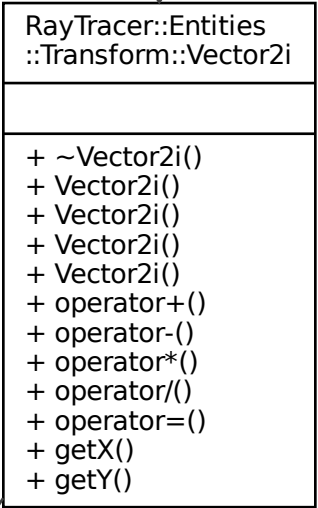 RayTracer::Entities
::Transform::Vector2i
+ ~Vector2i()
+ Vector2i()
+ Vector2i()
+ Vector2i()
+ Vector2i()
+ operator+()
+ operator-()
+ operator*()
+ operator/()
+ operator=()
+ getX()
+ getY()